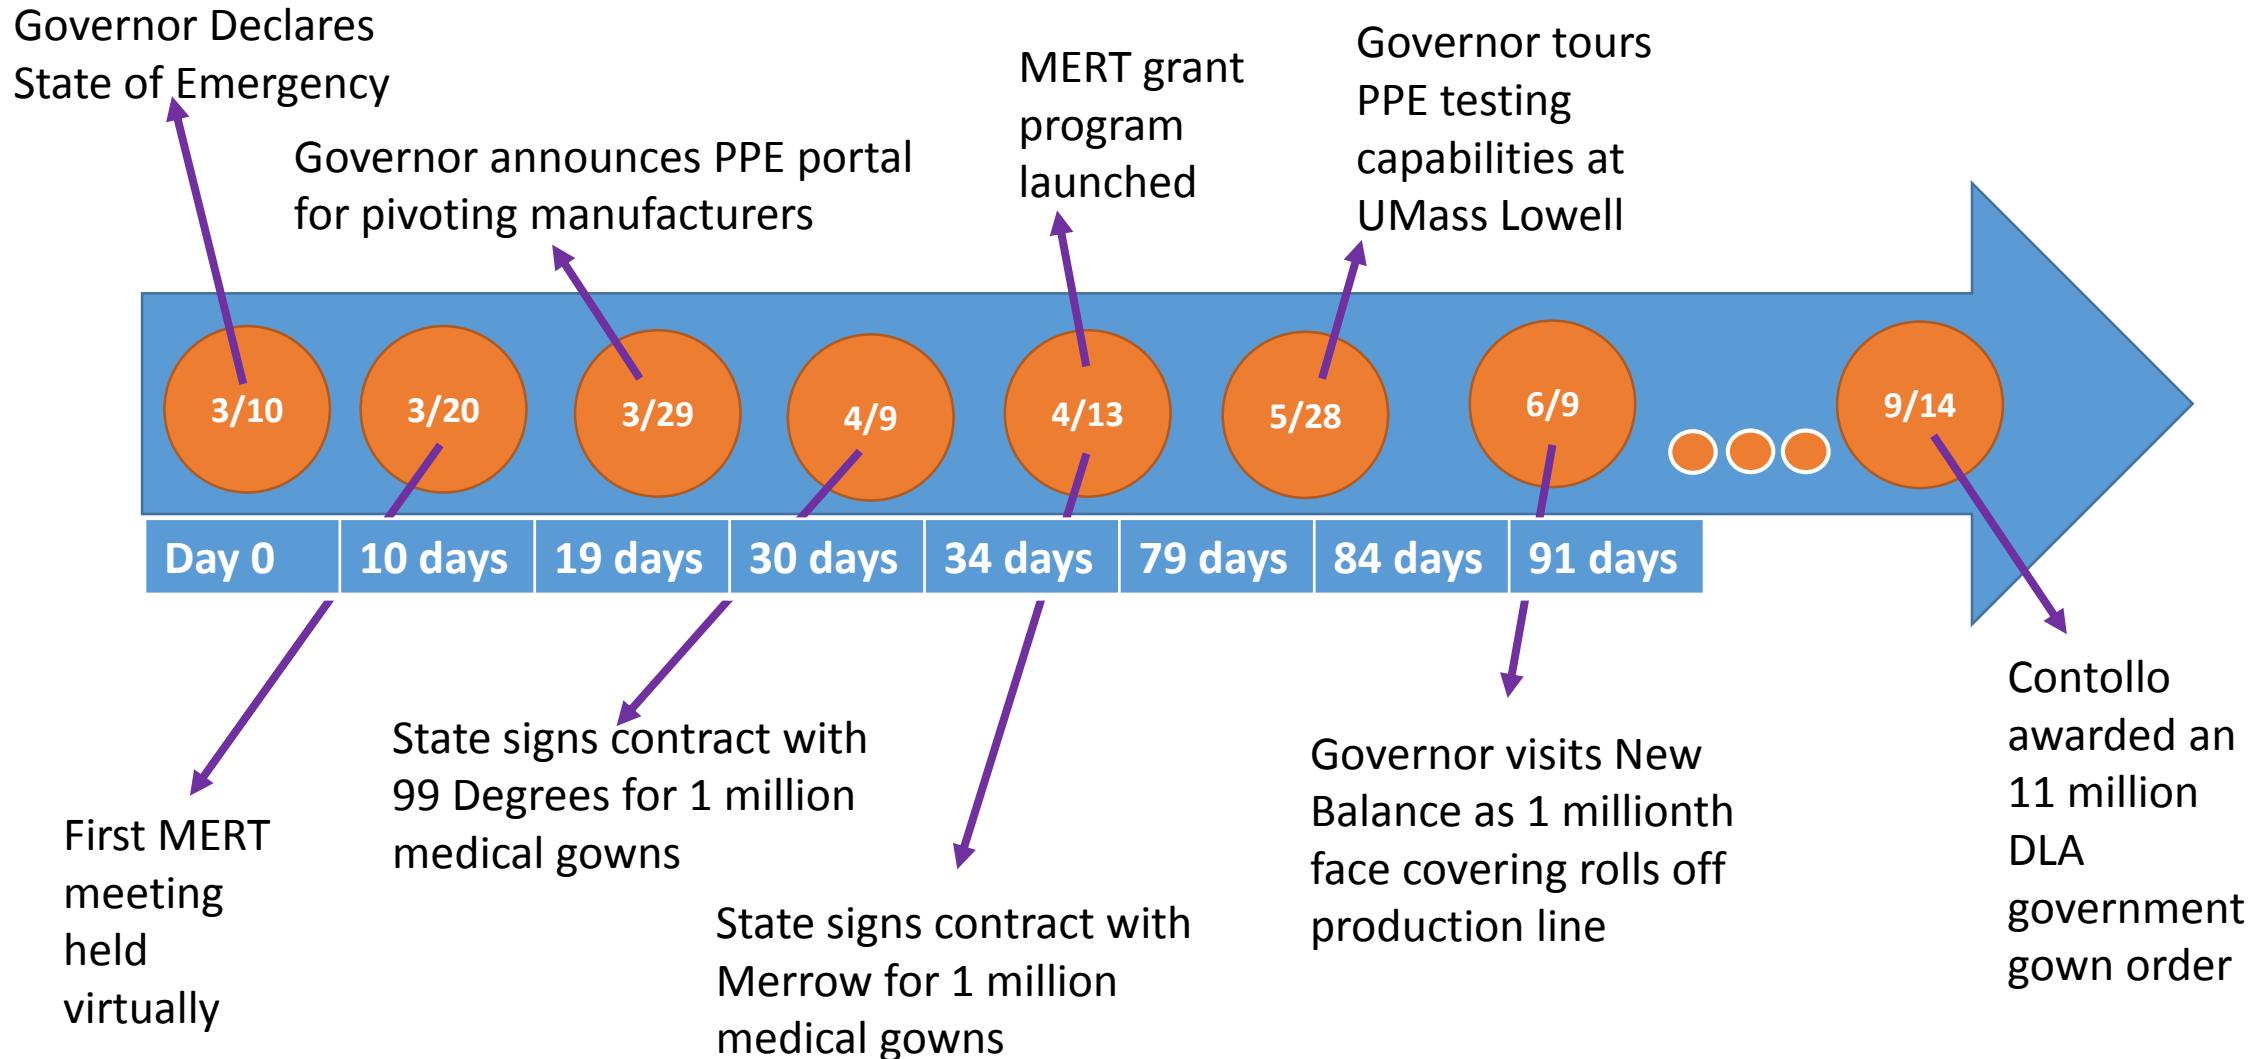 Governor Declares
State of Emergency
Governor announces PPE portal
for pivoting manufacturers
MERT grant
program
launched
Governor tours
PPE testing
capabilities at
UMass Lowell
3/10
3/20
3/29
4/9
4/13
5/28
6/9
9/14
Day 0
10 days
19 days
30 days
34 days
79 days
84 days
91 days
First MERT
meeting
held
virtually
State signs contract with
99 Degrees for 1 million
medical gowns
State signs contract with
Merrow for 1 million
medical gowns
Governor visits New
Balance as 1 millionth
face covering rolls off
production line
Contollo
awarded an
11 million
DLA
government
gown order